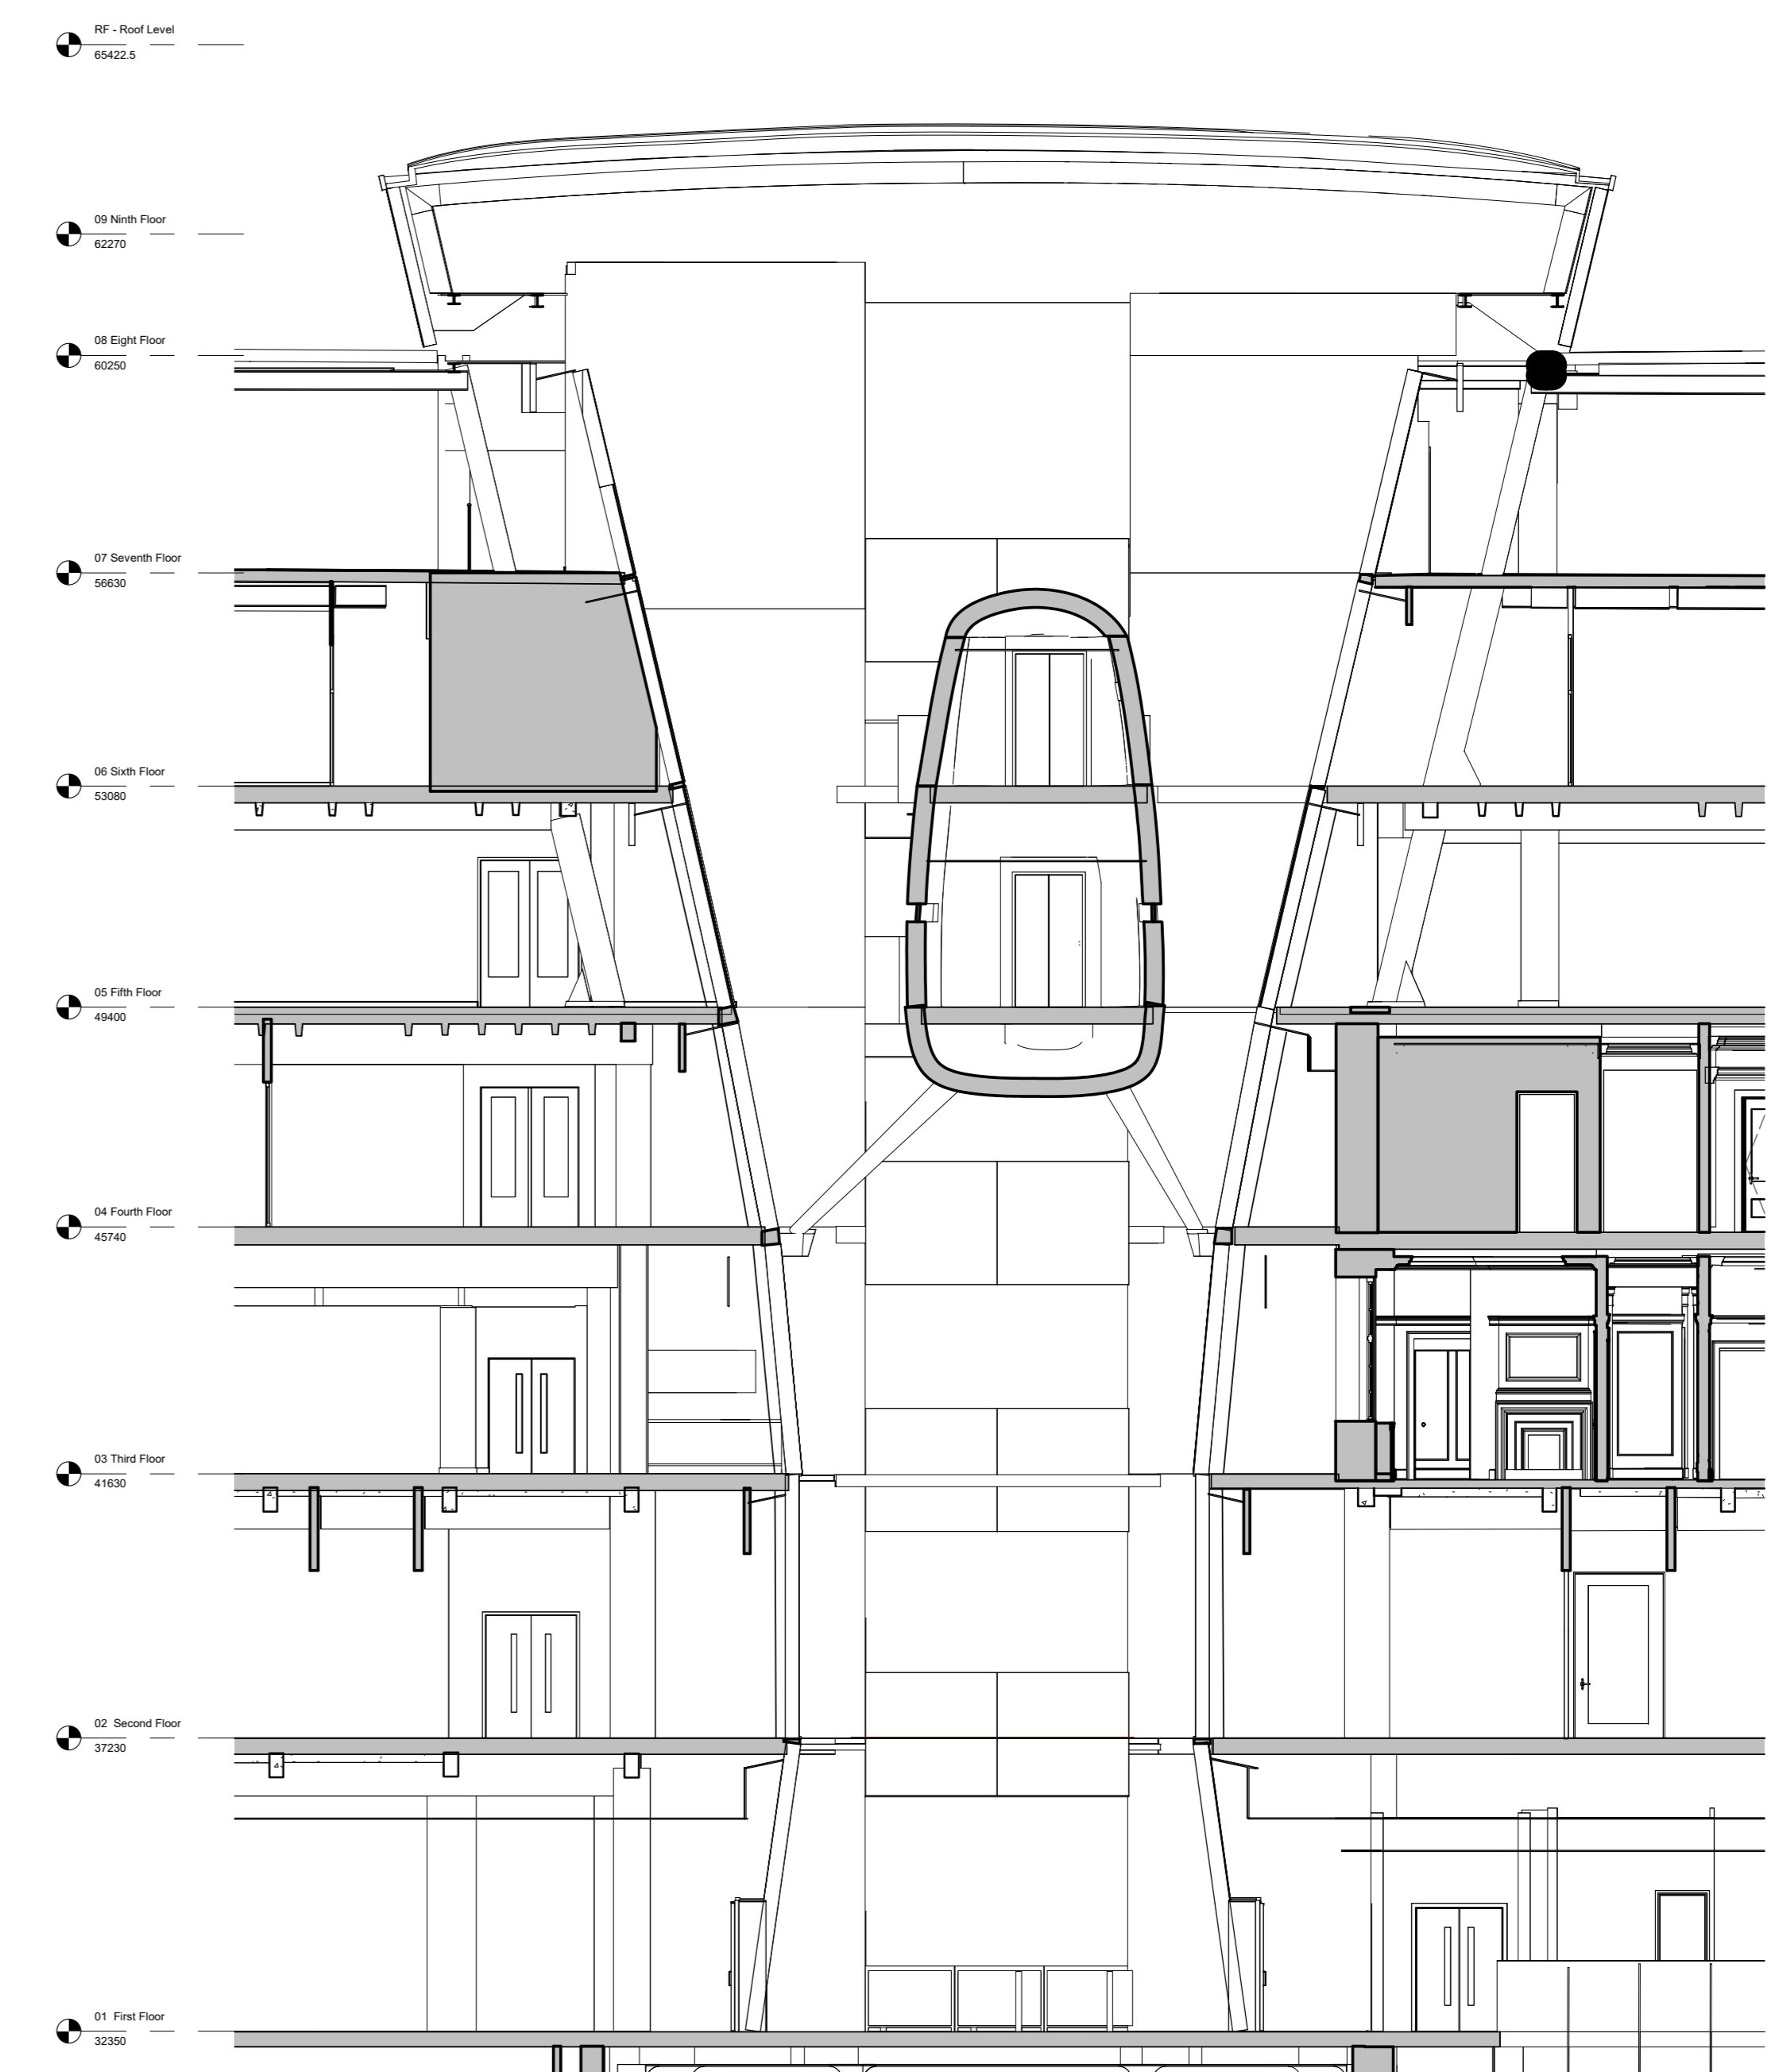 RF - Roof Level
65422.5
09 Ninth Floor
62270
08 Eight Floor
60250
07 Seventh Floor
56630
06 Sixth Floor
53080
05 Fifth Floor
49400
04 Fourth Floor
45740
03 Third Floor
41630
02 Second Floor
37230
01 First Floor
32350